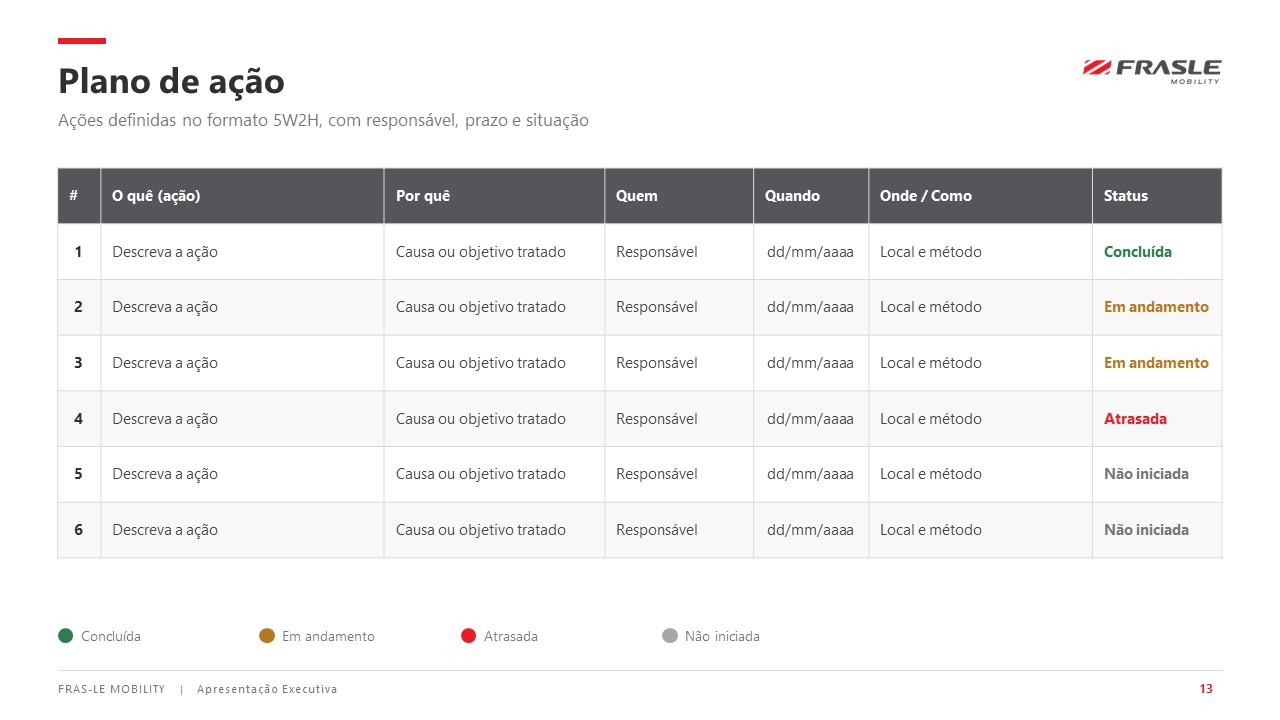 Plano de ação
FRASLE
MOBILITY
Ações definidas no formato 5W2H, com responsável, prazo e situação
# O quê (ação) Por quê Quem Quando Onde / Como Status
1 Descreva a ação Causa ou objetivo tratado Responsável dd/mm/aaaa Local e método Concluída
2 Descreva a ação Causa ou objetivo tratado Responsável dd/mm/aaaa Local e método Em andamento
3 Descreva a ação Causa ou objetivo tratado Responsável dd/mm/aaaa Local e método Em andamento
4 Descreva a ação Causa ou objetivo tratado Responsável dd/mm/aaaa Local e método Atrasada
5 Descreva a ação Causa ou objetivo tratado Responsável dd/mm/aaaa Local e método Não iniciada
6 Descreva a ação Causa ou objetivo tratado Responsável dd/mm/aaaa Local e método Não iniciada
Concluída Em andamento Atrasada Não iniciada
FRAS-LE MOBILITY | Apresentação Executiva 13